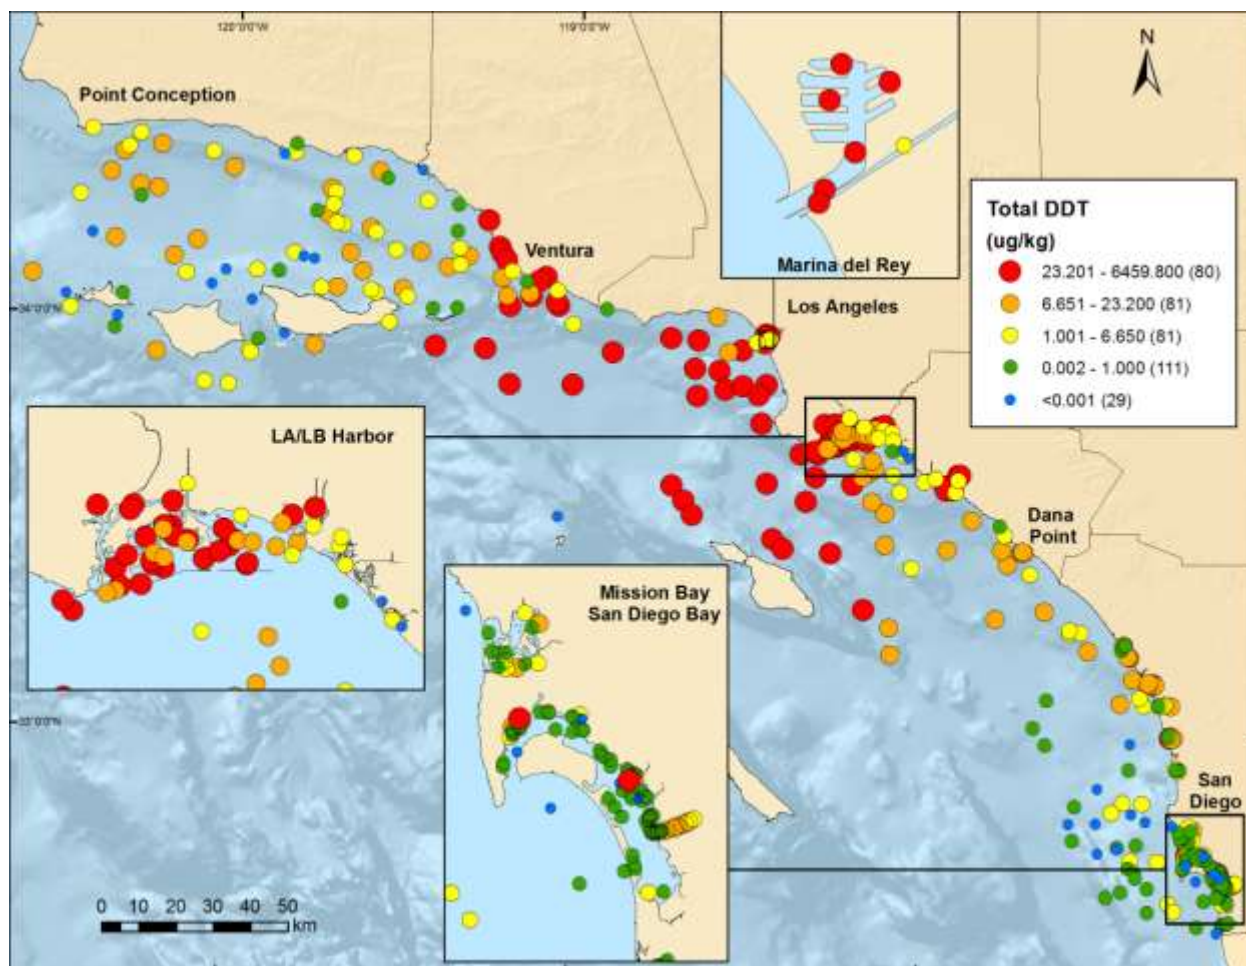 120°0'0"W
119°0'0"W
N
Point Conception
Ventura
Marina del Rey
Los Angeles
Total DDT
(ug/kg)
23.201 - 6459.800 (80)
6.651 - 23.200 (81)
1.001 - 6.650 (81)
0.002 - 1.000 (111)
<0.001 (29)
34°0'0"N
LA/LB Harbor
Dana
Point
Mission Bay
San Diego Bay
33°0'0"N
San
Diego
0 10 20 30 40 50
km